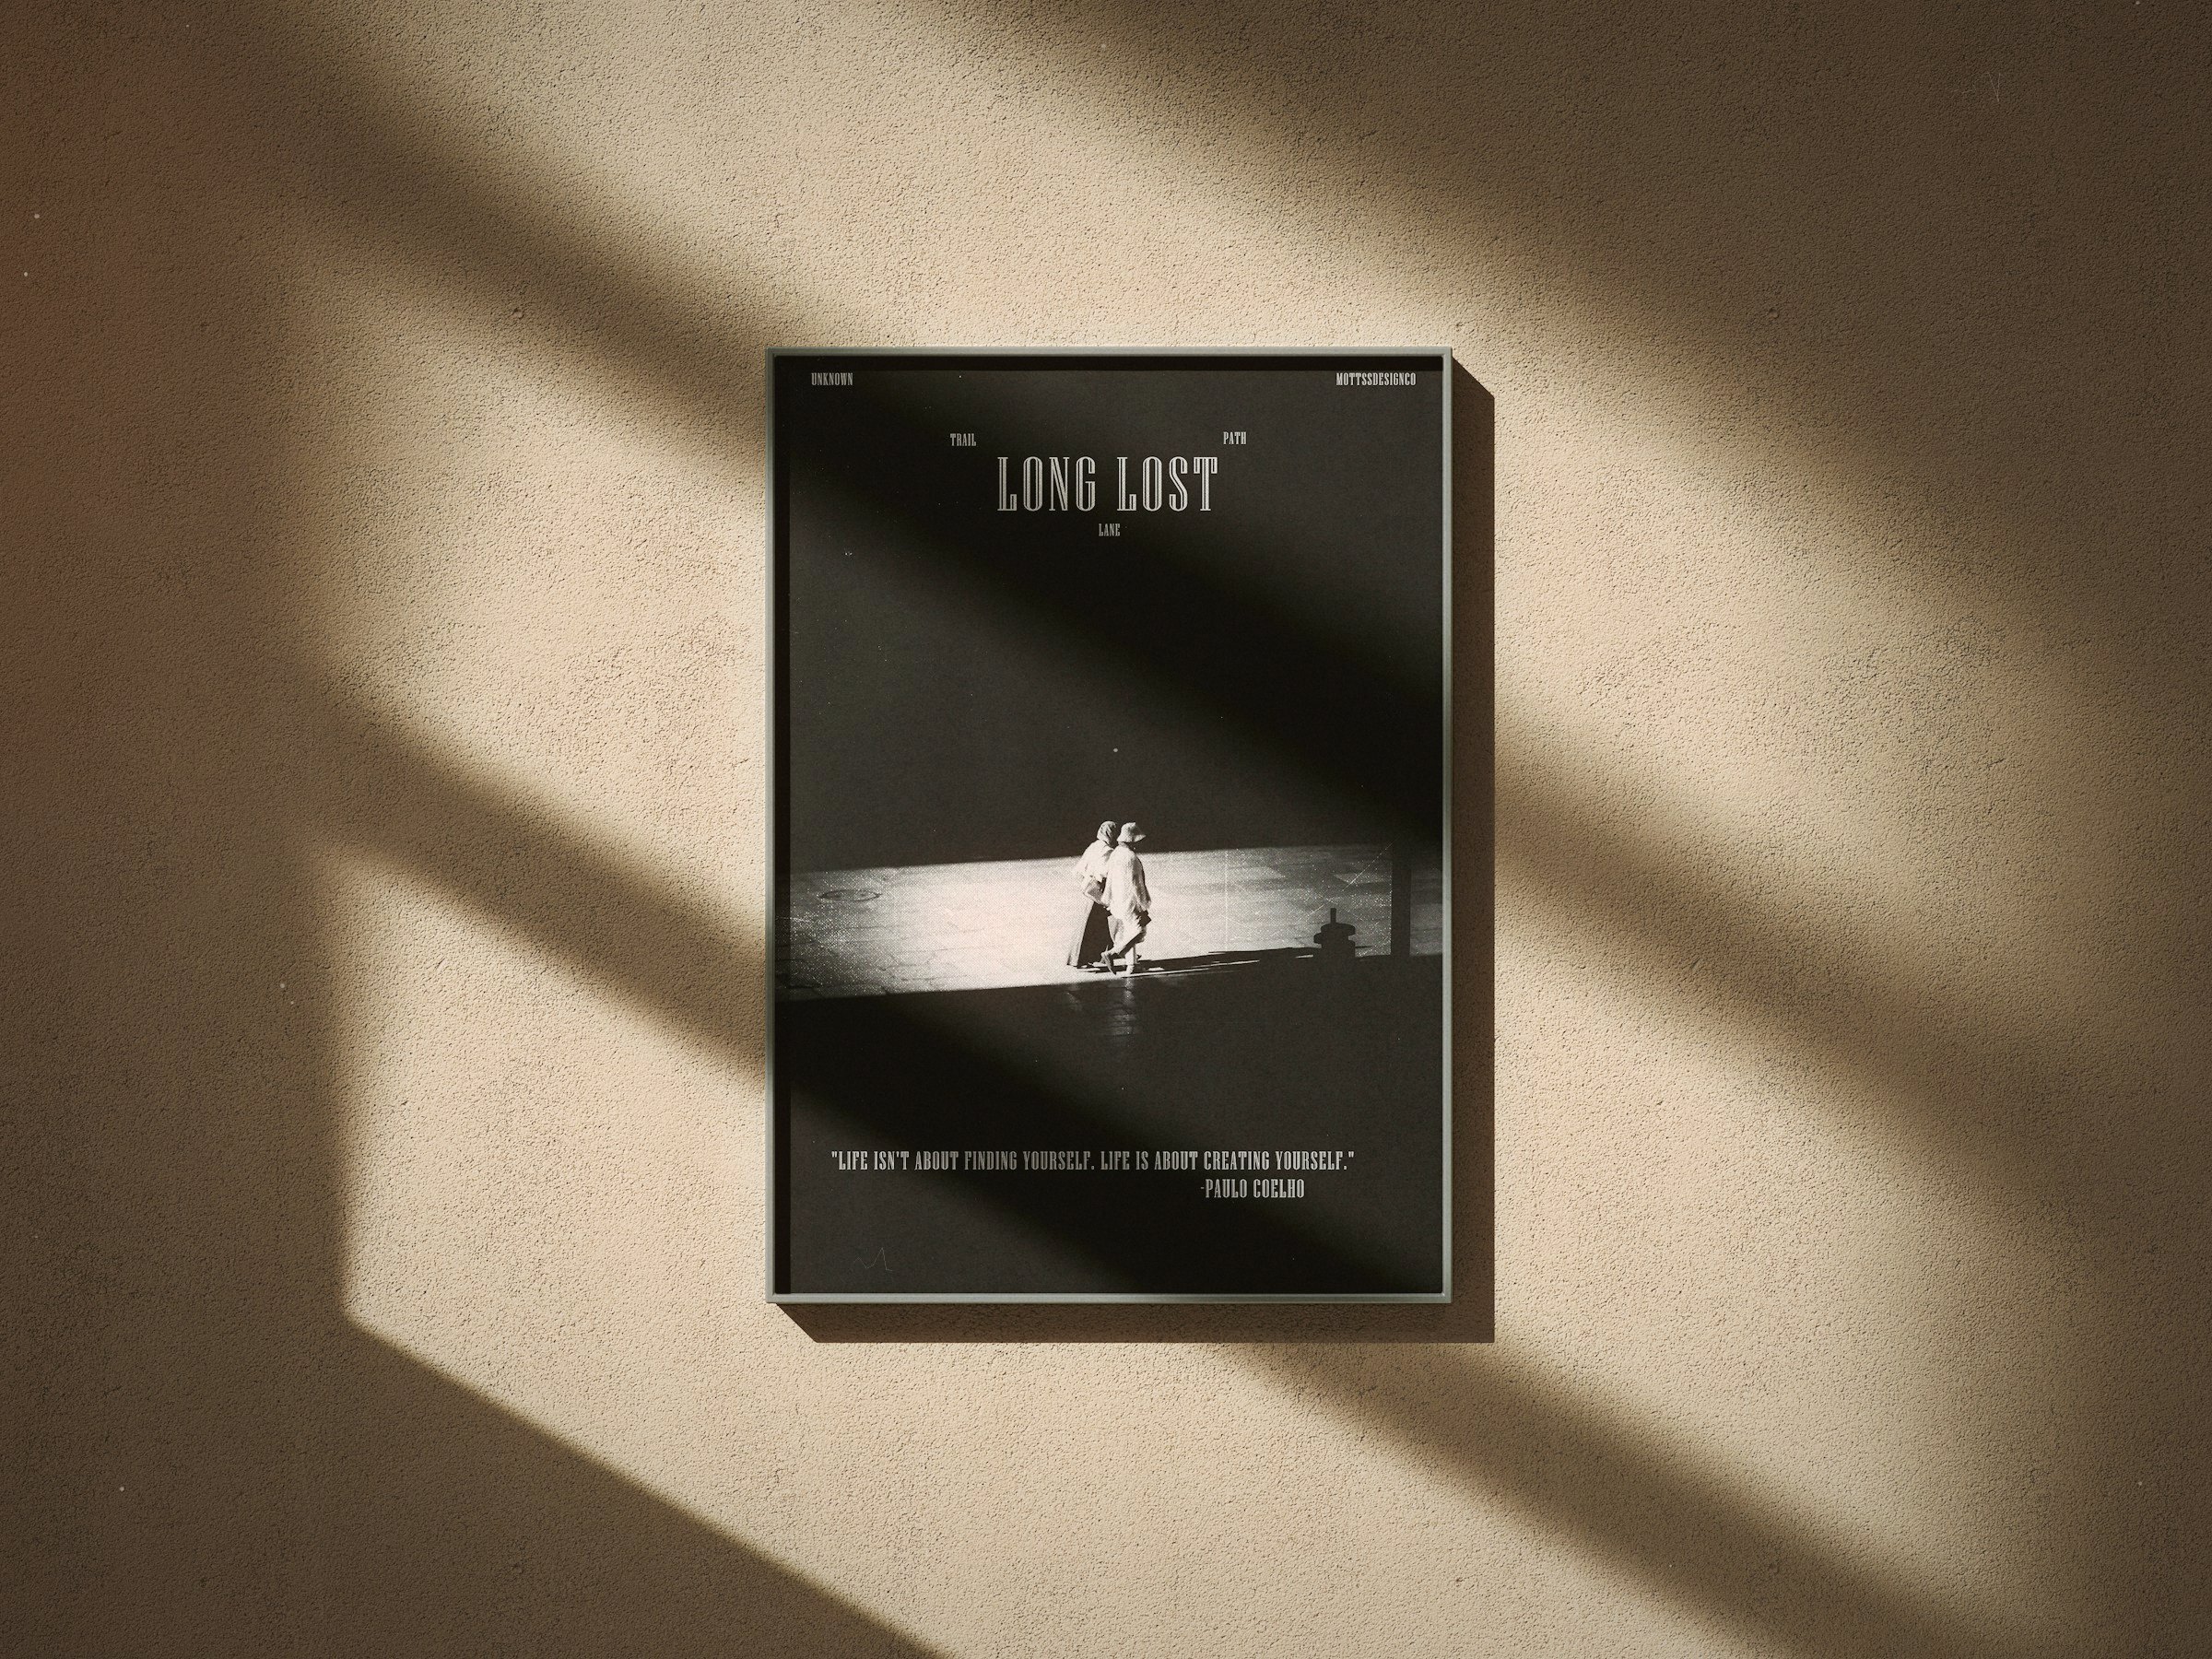 UNKNOWN MOTTSSDESIGNCO
TRAIL PATH
LONG LOST
LANE
"LIFE ISN'T ABOUT FINDING YOURSELF. LIFE IS ABOUT CREATING YOURSELF."
-PAULO COELHO